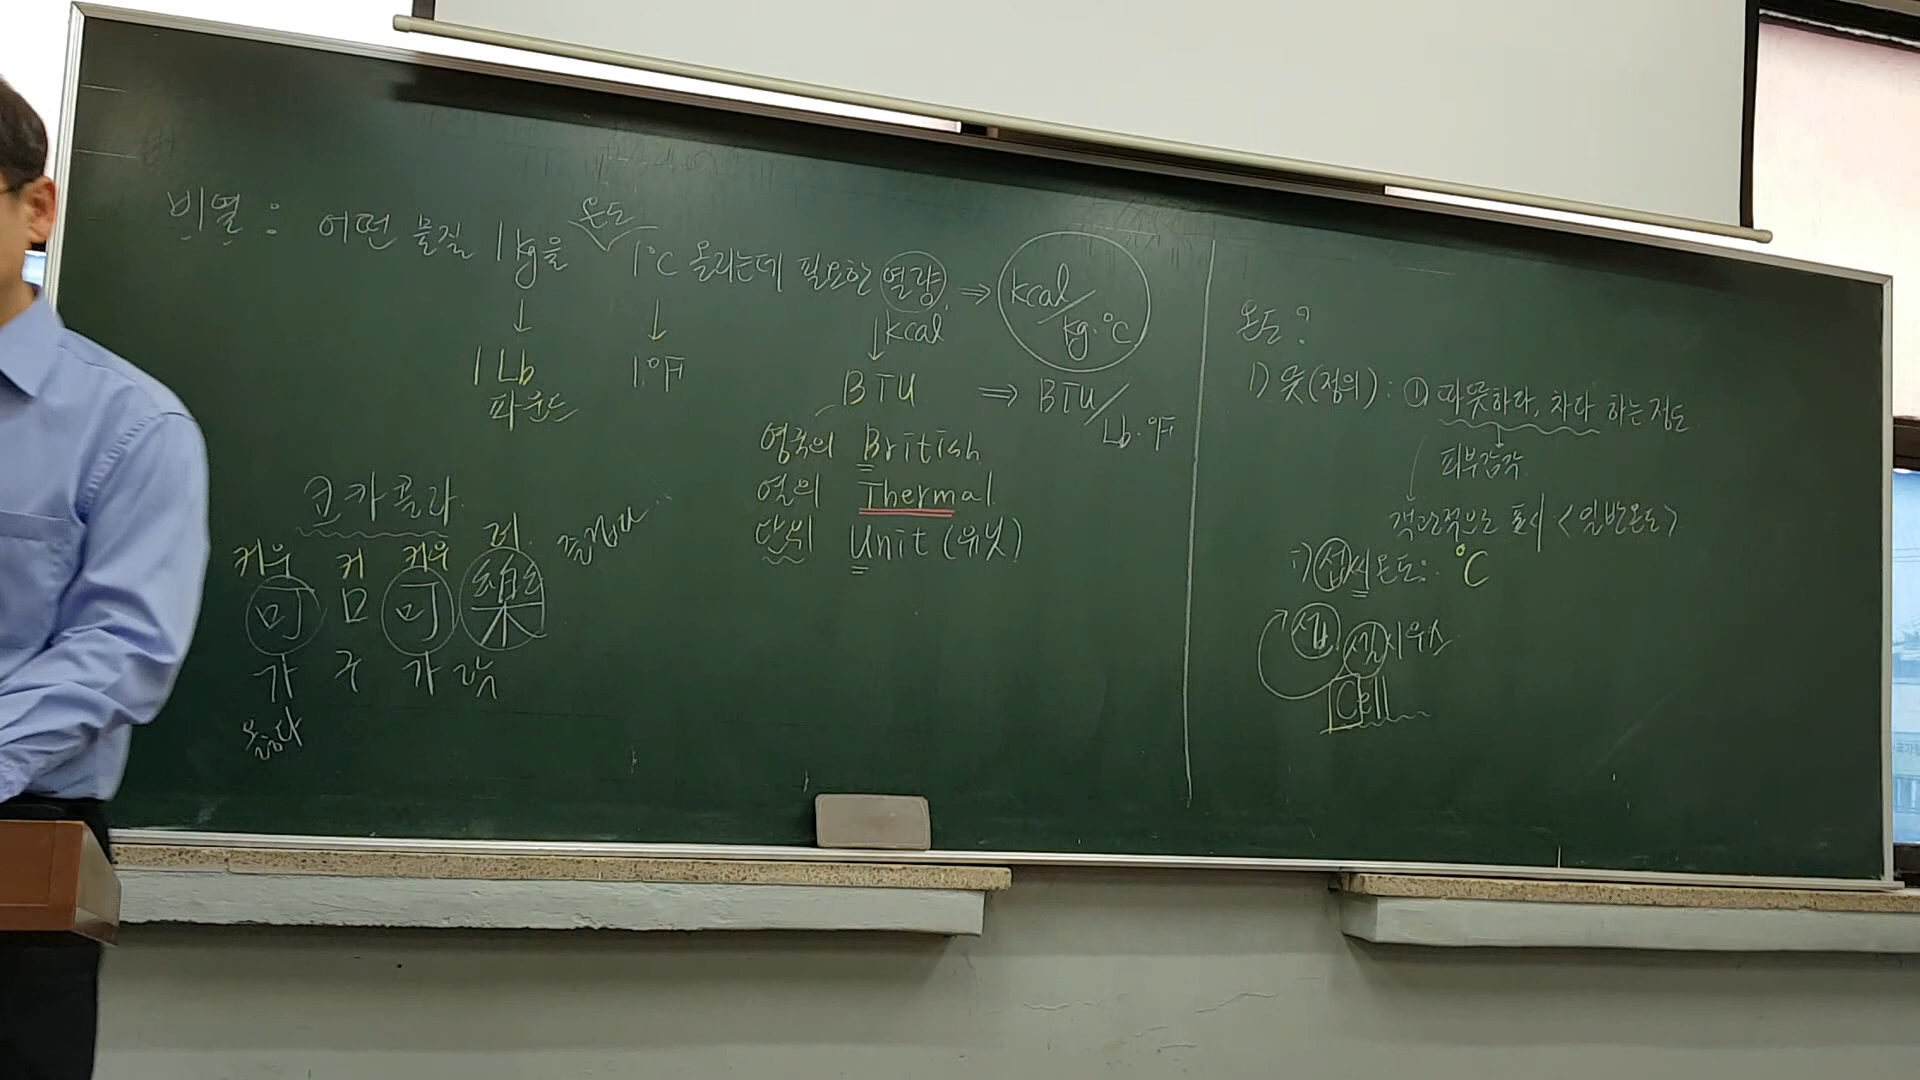 온도
비열 : 어떤 물질 1kg을 1℃ 올리는데 필요한 열량 ⇒ kcal/kg·℃
↓ ↓ ↓kcal
1Lb 1℉ BTU ⇒ BTU/Lb·℉
파운드
영국의 British
열의 Thermal
단위 Unit (유닛)
코카콜라
커우 커 커우 러 즐겁다
可 口 可 樂
가 구 가 락
옳다
온도?
1) 뜻(정의) : ① 따뜻하다, 차다 하는 정도
피부감각
객관적으로 표시 <일반온도>
i) 섭씨온도: ℃
섭 셀시우스
Cell